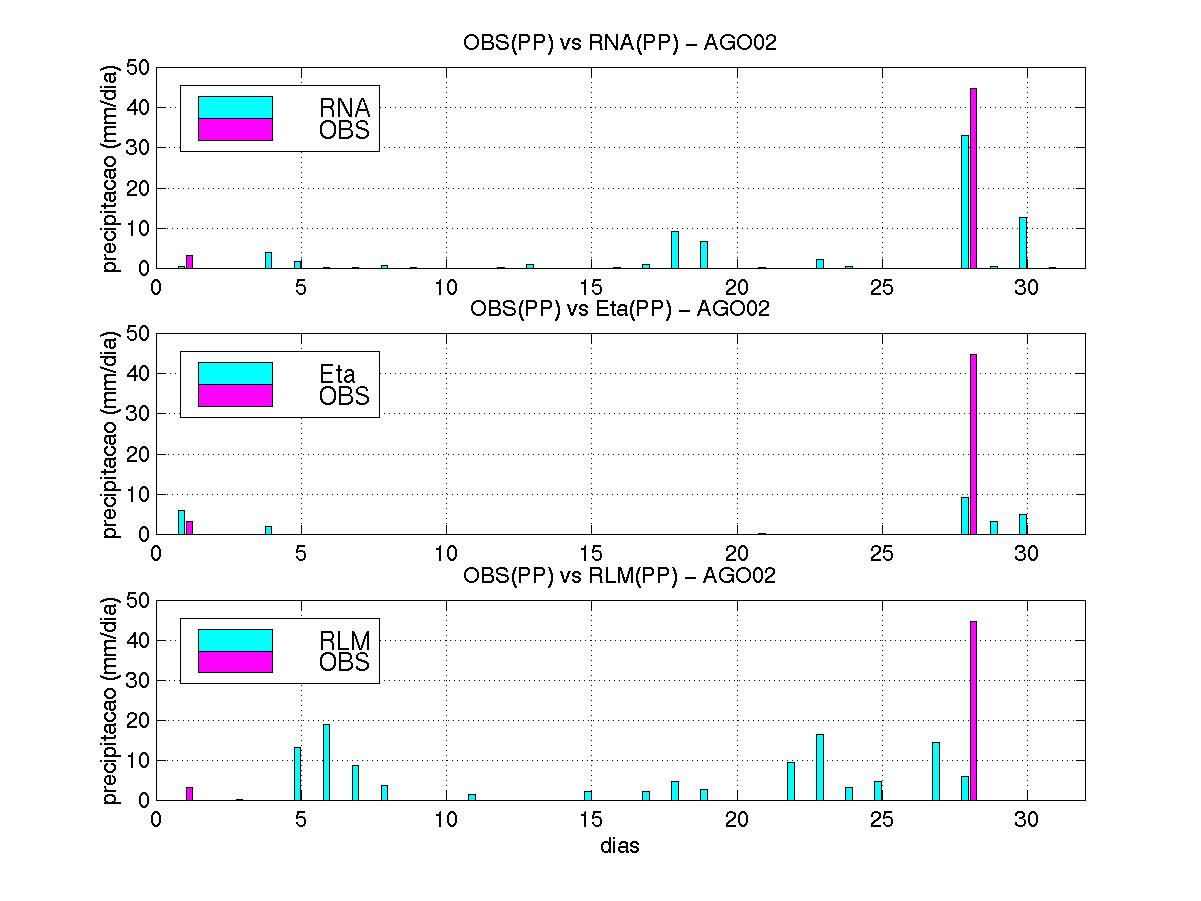 OBS(PP) vs RNA(PP) − AGO02
precipitacao (mm/dia)
50
40
30
20
10
0
RNA
OBS
0 5 10 15 20 25 30
OBS(PP) vs Eta(PP) − AGO02
precipitacao (mm/dia)
50
40
30
20
10
0
Eta
OBS
0 5 10 15 20 25 30
OBS(PP) vs RLM(PP) − AGO02
precipitacao (mm/dia)
50
40
30
20
10
0
RLM
OBS
0 5 10 15 20 25 30
dias